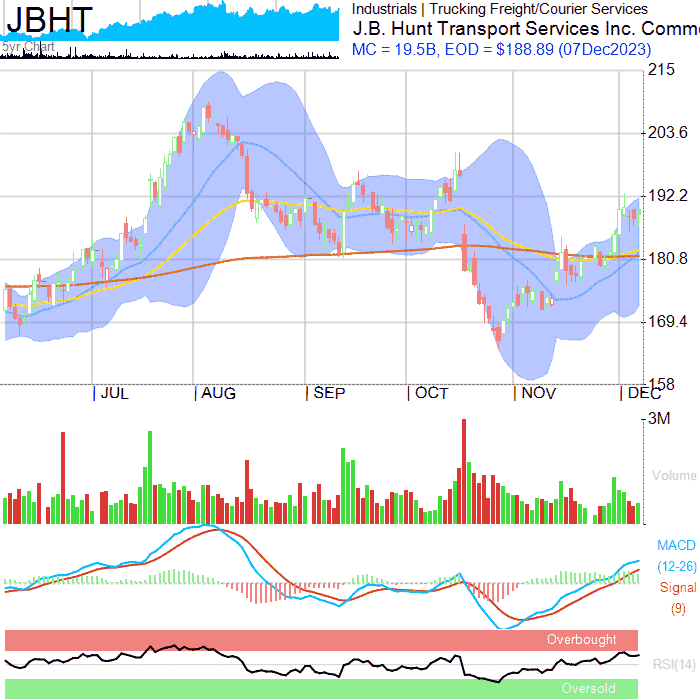 JBHT
5yr Chart
Industrials | Trucking Freight/Courier Services
J.B. Hunt Transport Services Inc. Comm
MC = 19.5B, EOD = $188.89 (07Dec2023)
215
203.6
192.2
180.8
169.4
158
JUL AUG SEP OCT NOV DEC
3M
Volume
MACD
(12-26)
Signal
(9)
Overbought
RSI(14)
Oversold